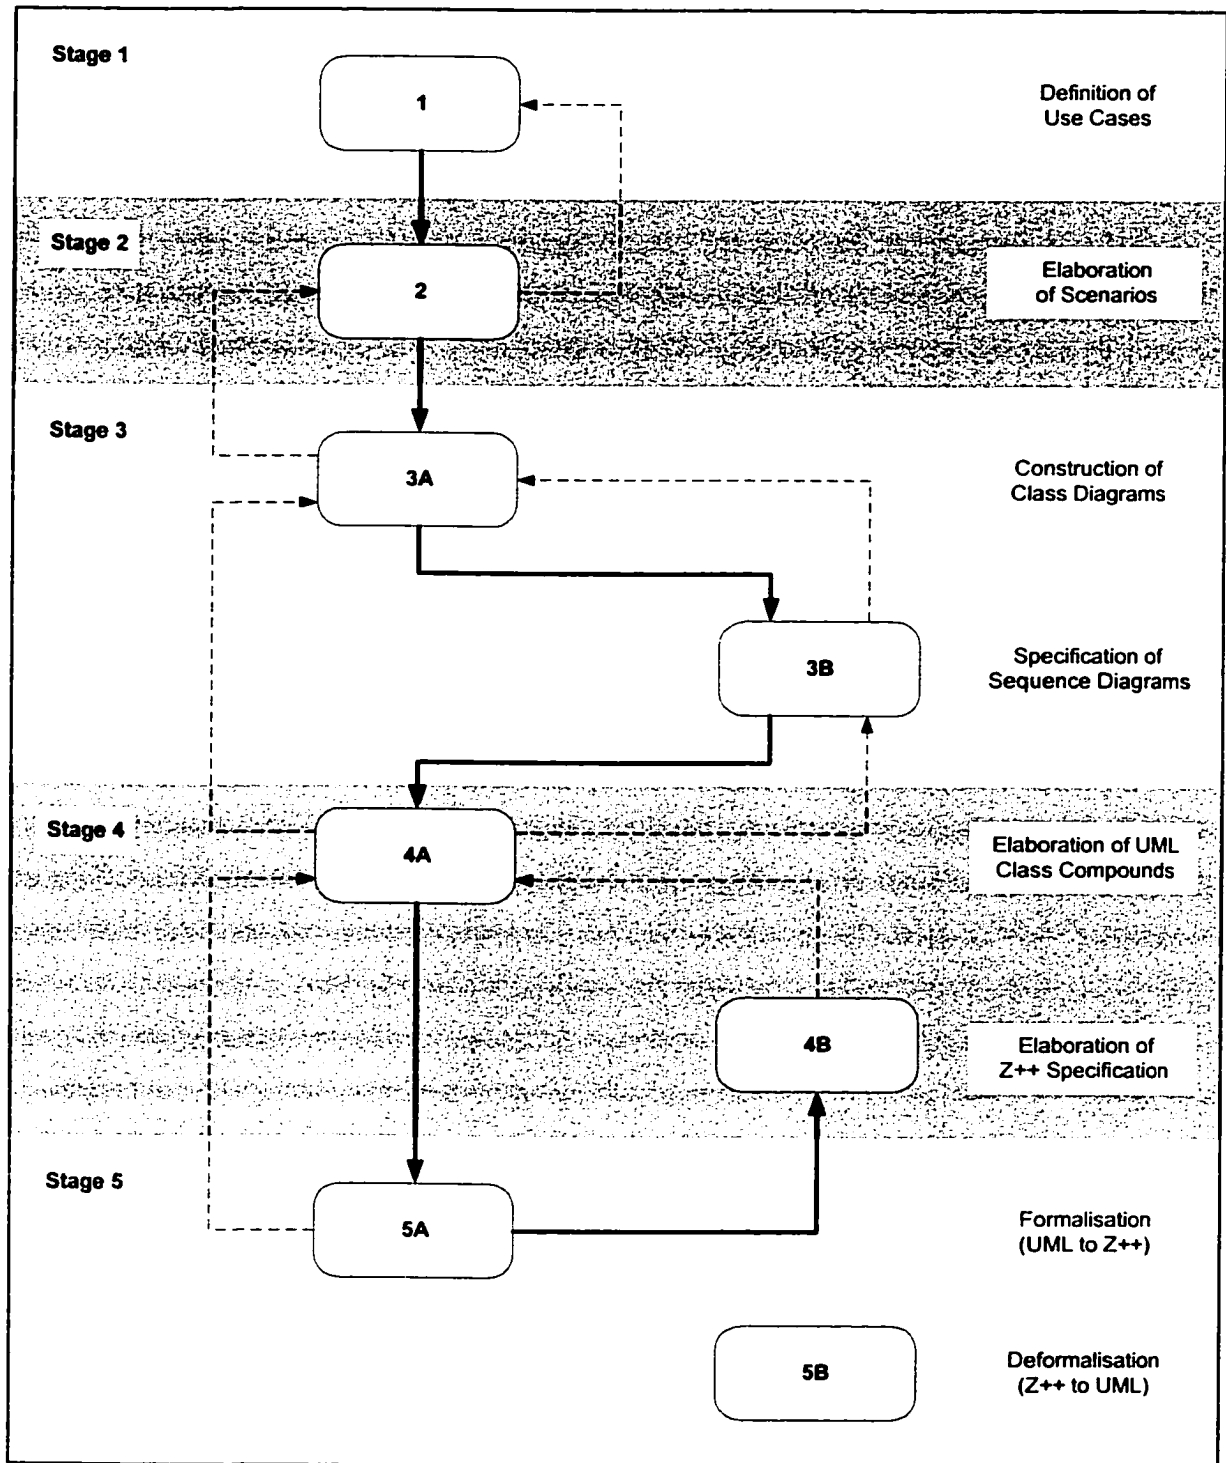 Stage 1
1
Definition of
Use Cases
Stage 2
2
Elaboration
of Scenarios
Stage 3
3A
Construction of
Class Diagrams
3B
Specification of
Sequence Diagrams
Stage 4
4A
Elaboration of UML
Class Compounds
4B
Elaboration of
Z++ Specification
Stage 5
5A
Formalisation
(UML to Z++)
5B
Deformalisation
(Z++ to UML)